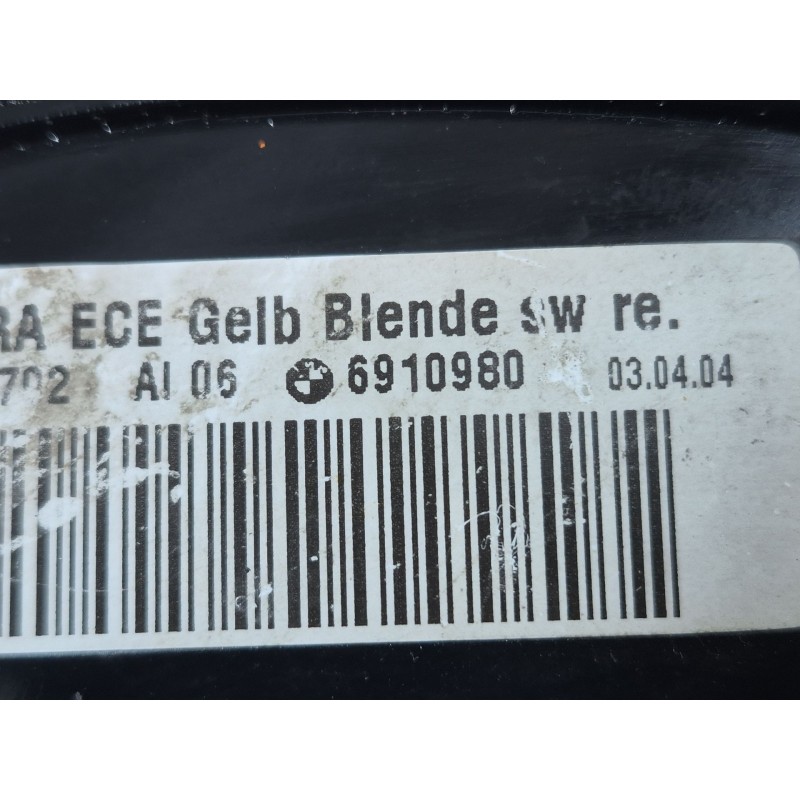 RA ECE Gelb Blende sw re.
702 AI 06 6910980 03.04.04